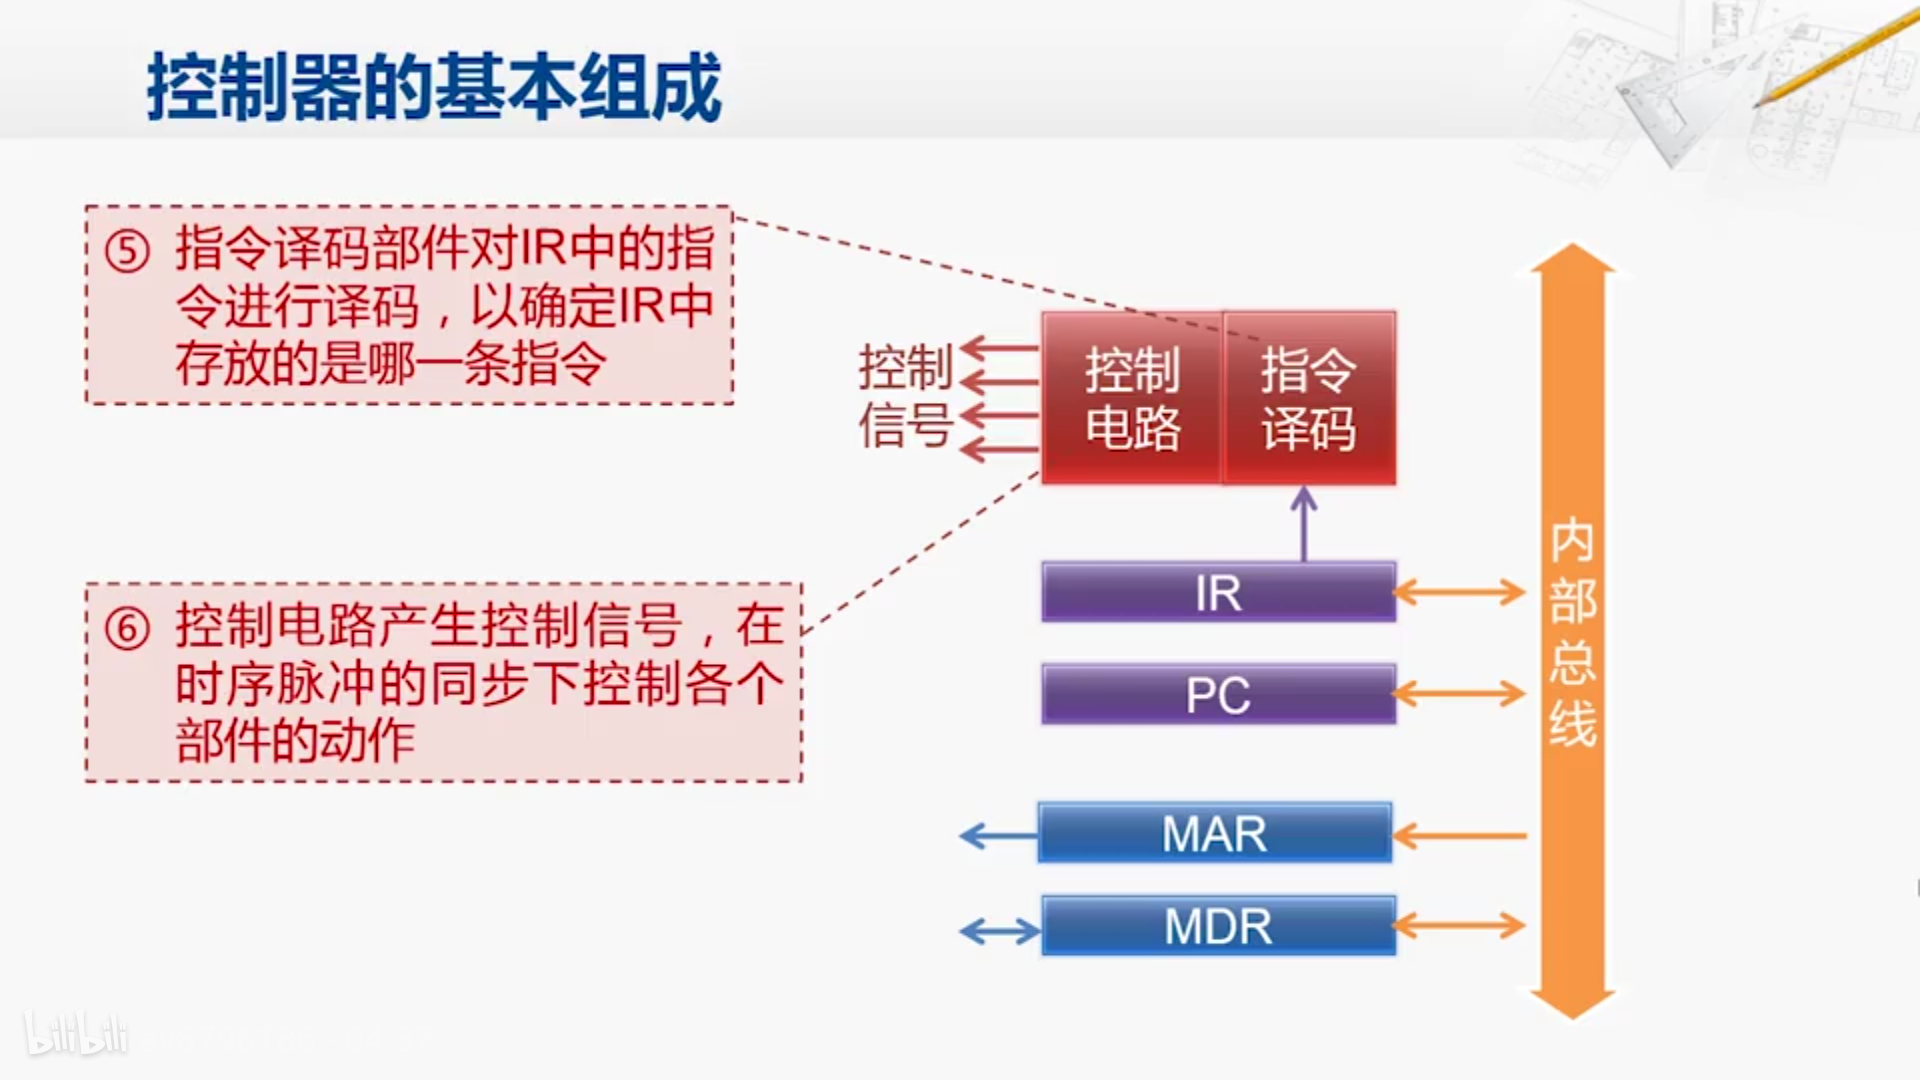 控制器的基本组成
⑤ 指令译码部件对IR中的指
令进行译码，以确定IR中
存放的是哪一条指令
控制
信号
控制
电路
指令
译码
⑥ 控制电路产生控制信号，在
时序脉冲的同步下控制各个
部件的动作
IR
PC
MAR
MDR
内部总线
bilibili